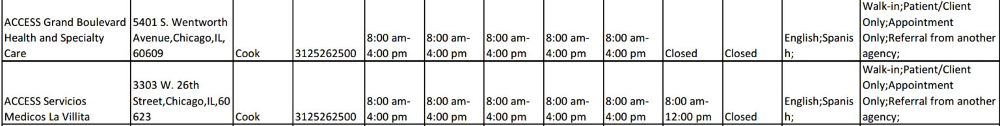 ACCESS Grand Boulevard
Health and Specialty
Care
5401 S. Wentworth
Avenue,Chicago,IL,
60609
Cook
3125262500
8:00 am-
4:00 pm
8:00 am-
4:00 pm
8:00 am-
4:00 pm
8:00 am-
4:00 pm
8:00 am-
4:00 pm
Closed
Closed
English;Spanis
h;
Walk-in;Patient/Client
Only;Appointment
Only;Referral from another
agency;
ACCESS Servicios
Medicos La Villita
3303 W. 26th
Street,Chicago,IL,60
623
Cook
3125262500
8:00 am-
4:00 pm
8:00 am-
4:00 pm
8:00 am-
4:00 pm
8:00 am-
4:00 pm
8:00 am-
4:00 pm
8:00 am-
12:00 pm
Closed
English;Spanis
h;
Walk-in;Patient/Client
Only;Appointment
Only;Referral from another
agency;